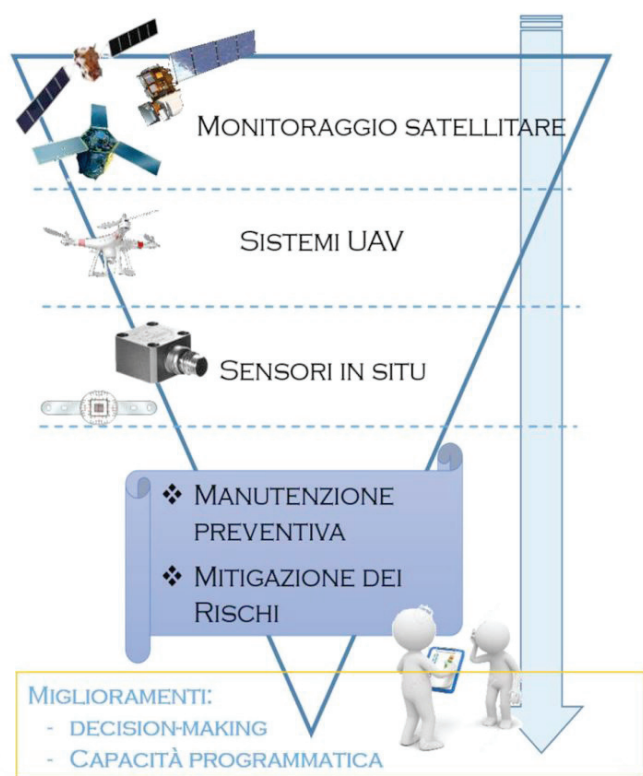 MONITORAGGIO SATELLITARE
SISTEMI UAV
SENSORI IN SITU
❖ MANUTENZIONE
PREVENTIVA
❖ MITIGAZIONE DEI
RISCHI
MIGLIORAMENTI:
- DECISION-MAKING
- CAPACITÀ PROGRAMMATICA